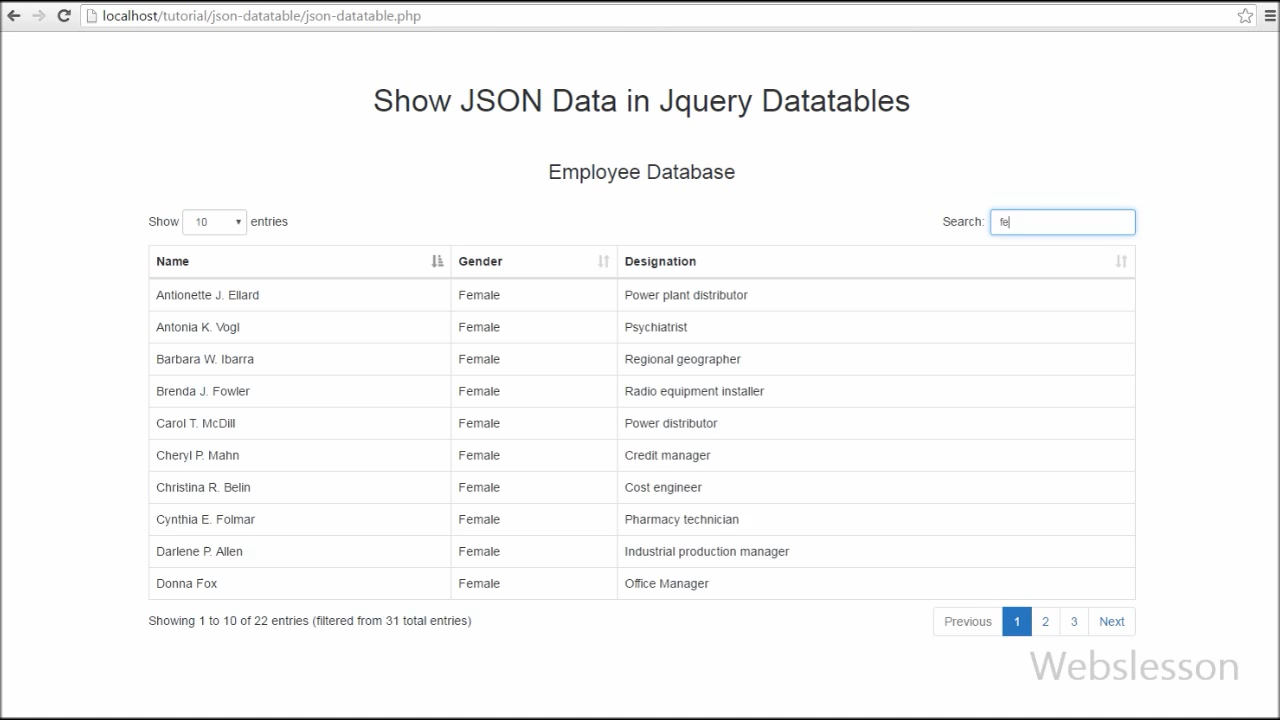 localhost/tutorial/json-datatable/json-datatable.php
Show JSON Data in Jquery Datatables
Employee Database
Show 10 entries Search: fe
Name Gender Designation
Antionette J. Ellard Female Power plant distributor
Antonia K. Vogl Female Psychiatrist
Barbara W. Ibarra Female Regional geographer
Brenda J. Fowler Female Radio equipment installer
Carol T. McDill Female Power distributor
Cheryl P. Mahn Female Credit manager
Christina R. Belin Female Cost engineer
Cynthia E. Folmar Female Pharmacy technician
Darlene P. Allen Female Industrial production manager
Donna Fox Female Office Manager
Showing 1 to 10 of 22 entries (filtered from 31 total entries) Previous 1 2 3 Next
Webslesson